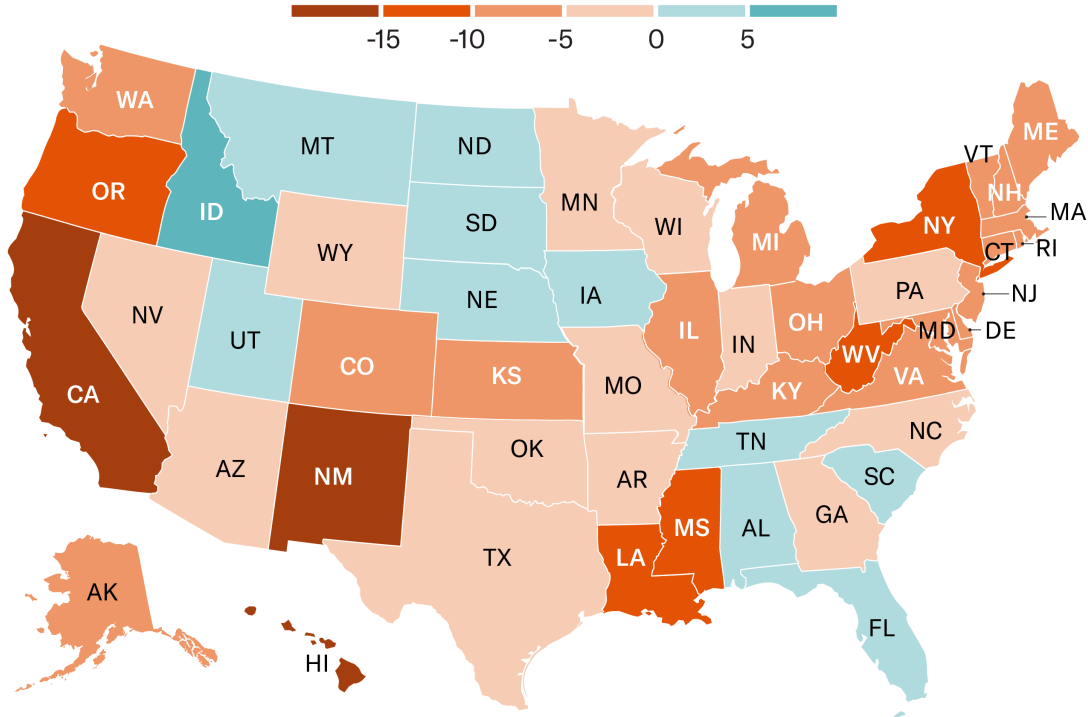 -15 -10 -5 0 5
WA
MT
ND
ME
VT
OR
ID
MN
NH
MA
SD
WI
NY
MI
CT
RI
WY
NE
IA
PA
NJ
NV
UT
IL
IN
OH
MD
DE
WV
CO
KS
VA
CA
MO
KY
NC
TN
OK
AZ
NM
AR
SC
GA
MS
AL
TX
LA
AK
FL
HI